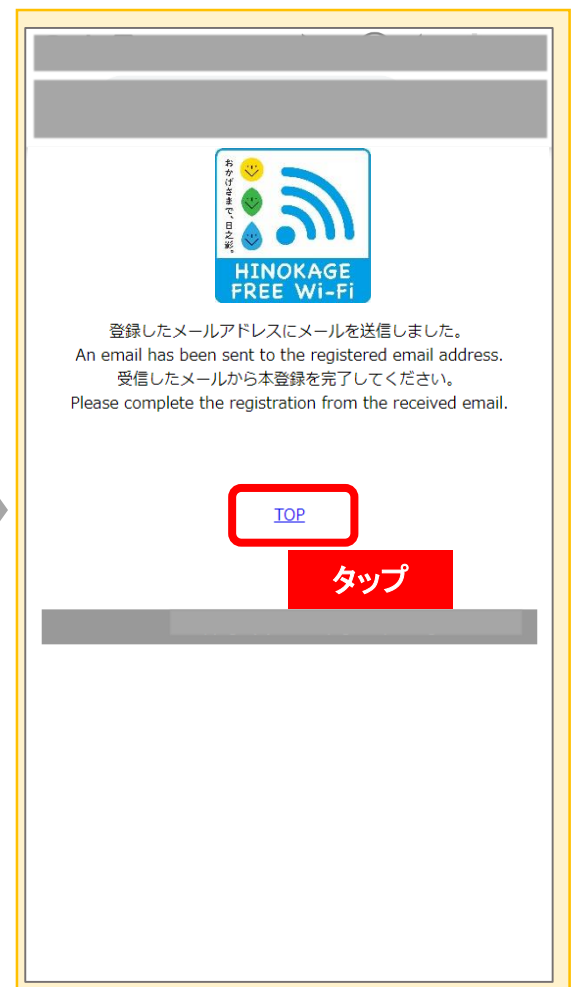 おかげさまで、日之影。
HINOKAGE
FREE Wi-Fi
登録したメールアドレスにメールを送信しました。
An email has been sent to the registered email address.
受信したメールから本登録を完了してください。
Please complete the registration from the received email.
TOP
タップ